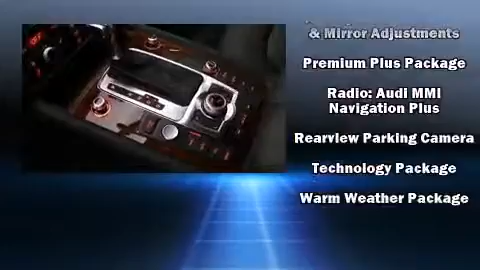 & Mirror Adjustments
Premium Plus Package
Radio: Audi MMI
Navigation Plus
Rearview Parking Camera
Technology Package
Warm Weather Package